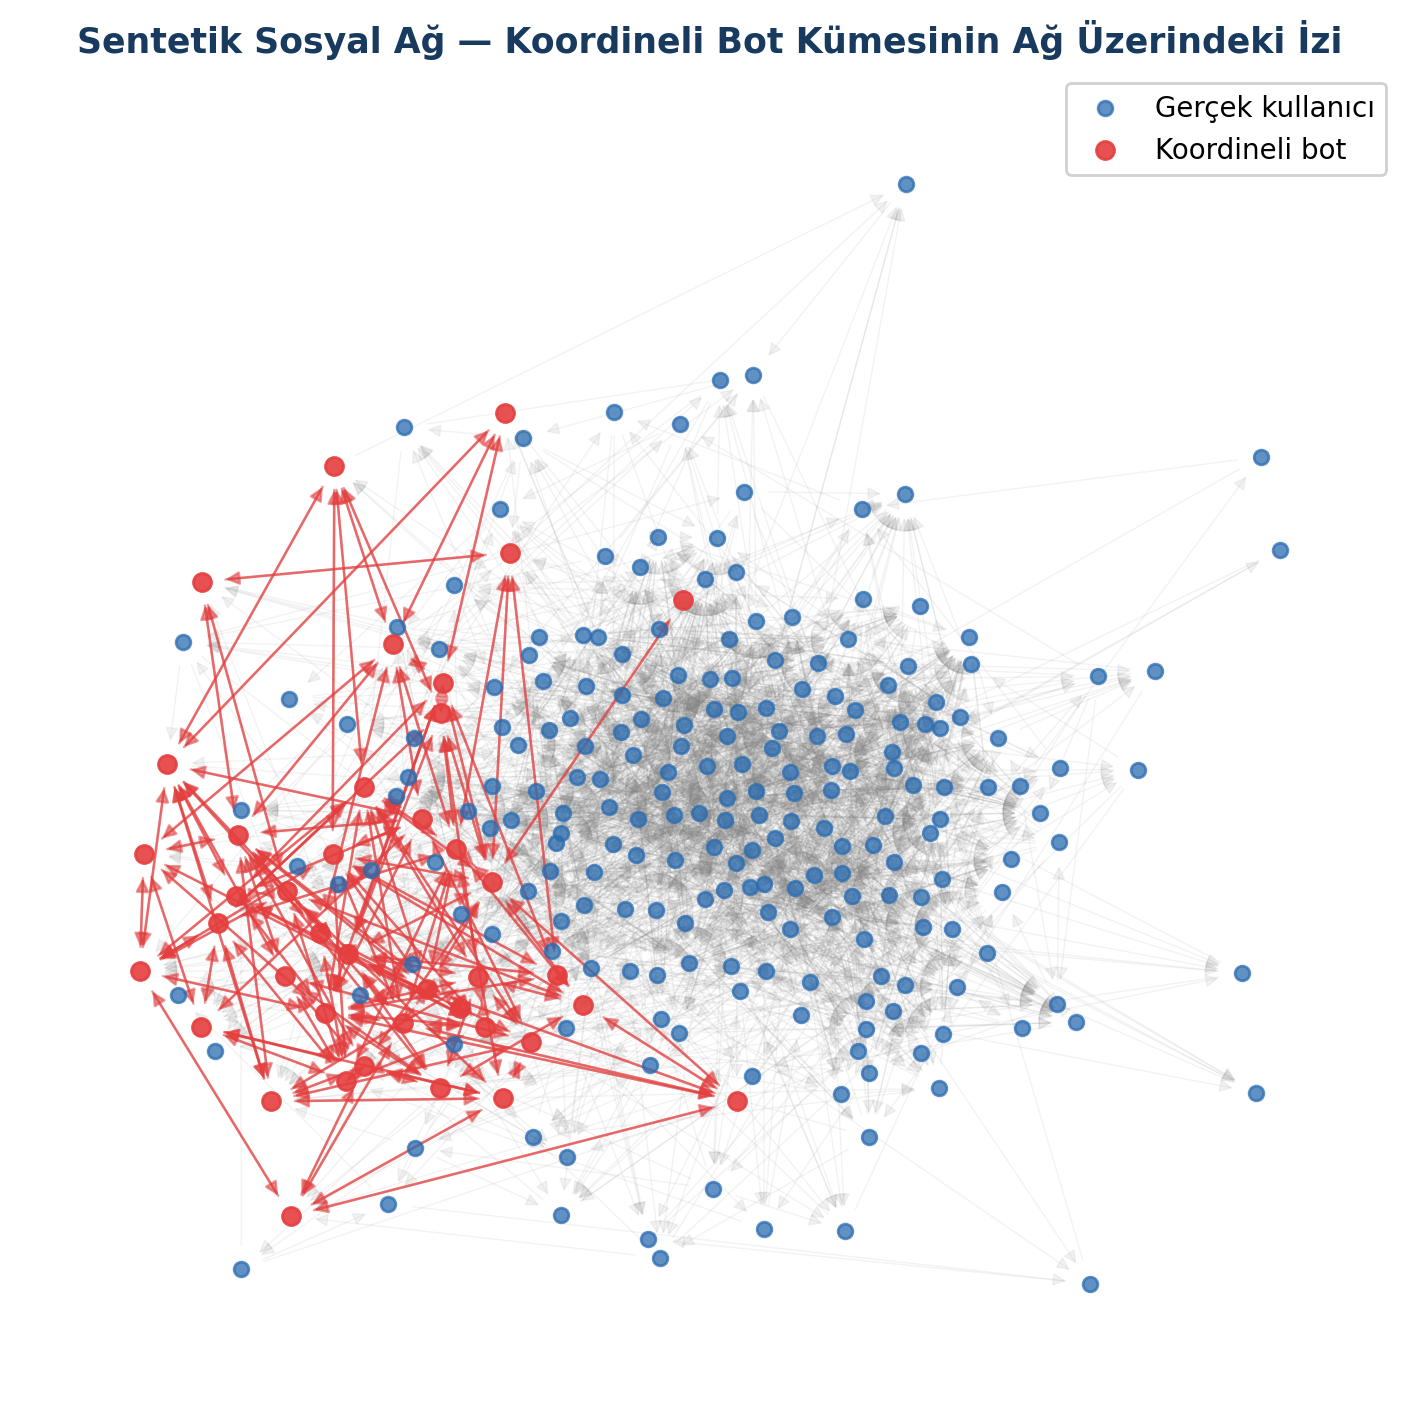 Sentetik Sosyal Ağ — Koordineli Bot Kümesinin Ağ Üzerindeki İzi
Gerçek kullanıcı
Koordineli bot